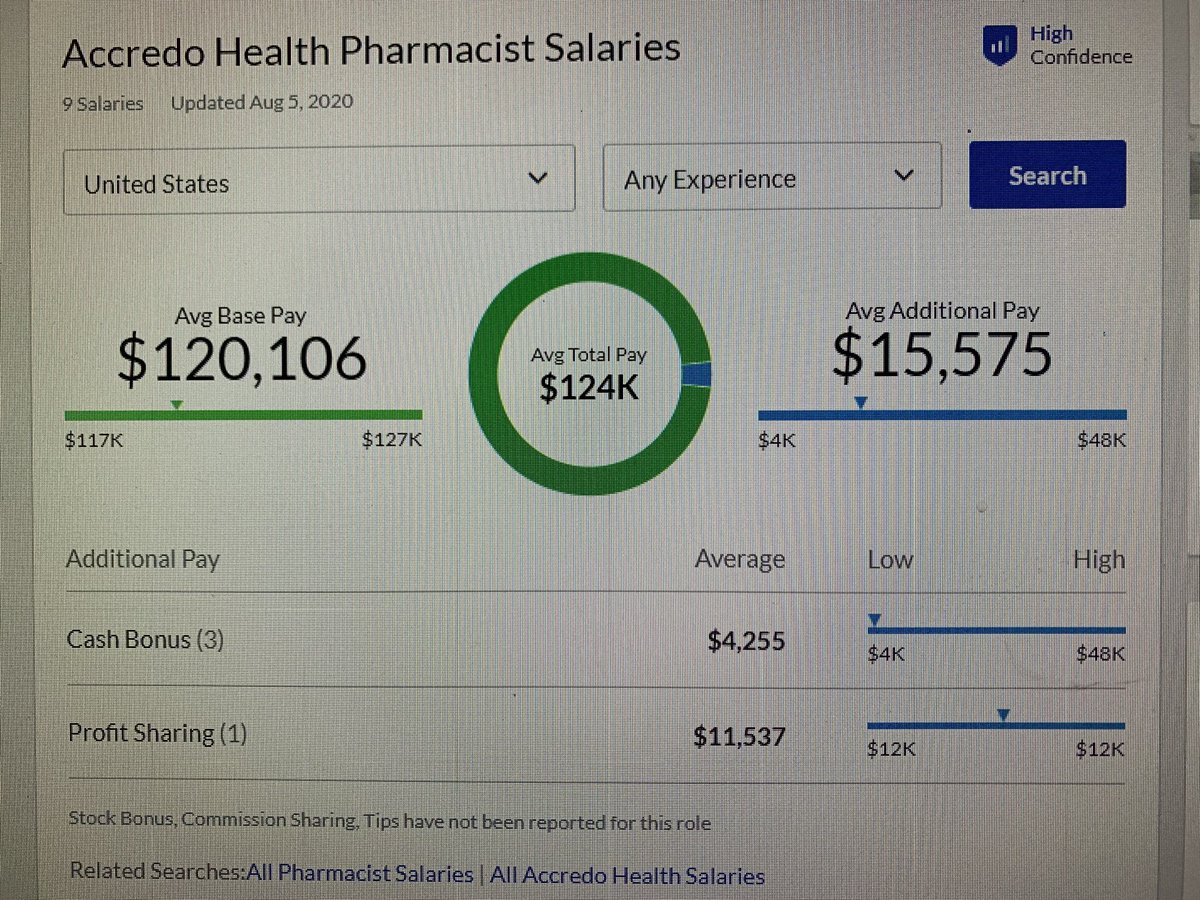 Accredo Health Pharmacist Salaries
High
Confidence
9 Salaries Updated Aug 5, 2020
United States
Any Experience
Search
Avg Base Pay
$120,106
$117K $127K
Avg Total Pay
$124K
Avg Additional Pay
$15,575
$4K $48K
Additional Pay Average Low High
Cash Bonus (3) $4,255
$4K $48K
Profit Sharing (1) $11,537
$12K $12K
Stock Bonus, Commission Sharing, Tips have not been reported for this role
Related Searches:All Pharmacist Salaries | All Accredo Health Salaries